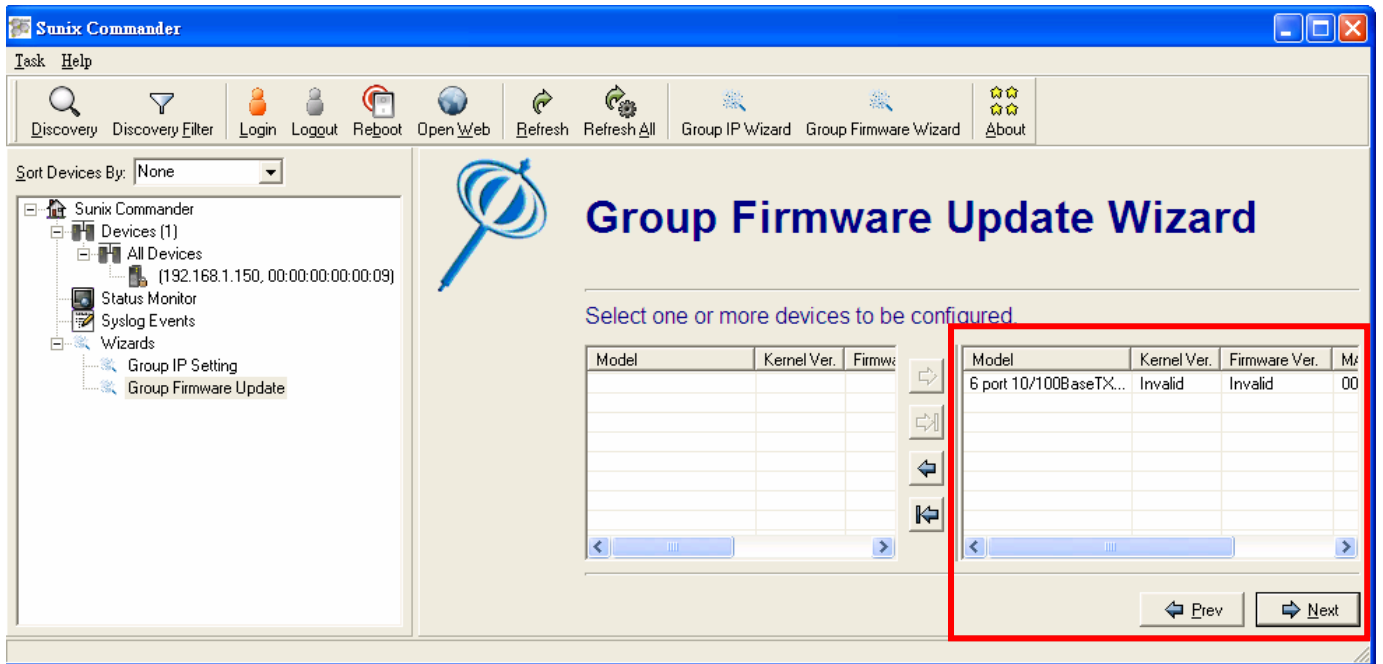 Sunix Commander
Task Help
Discovery Discovery Filter Login Logout Reboot Open Web Refresh Refresh All Group IP Wizard Group Firmware Wizard About
Sort Devices By: None
Sunix Commander
Devices (1)
All Devices
(192.168.1.150, 00:00:00:00:00:09)
Status Monitor
Syslog Events
Wizards
Group IP Setting
Group Firmware Update
Group Firmware Update Wizard
Select one or more devices to be configured.
Model Kernel Ver. Firmwa
Model Kernel Ver. Firmware Ver. MA
6 port 10/100BaseTX... Invalid Invalid 00
Prev Next